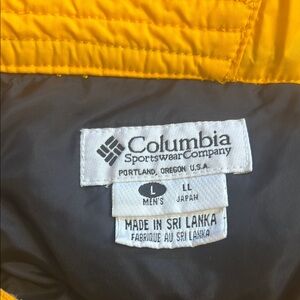 Columbia
Sportswear Company
PORTLAND, OREGON U.S.A.
L LL
MEN'S JAPAN
MADE IN SRI LANKA
FABRIQUE AU SRI LANKA